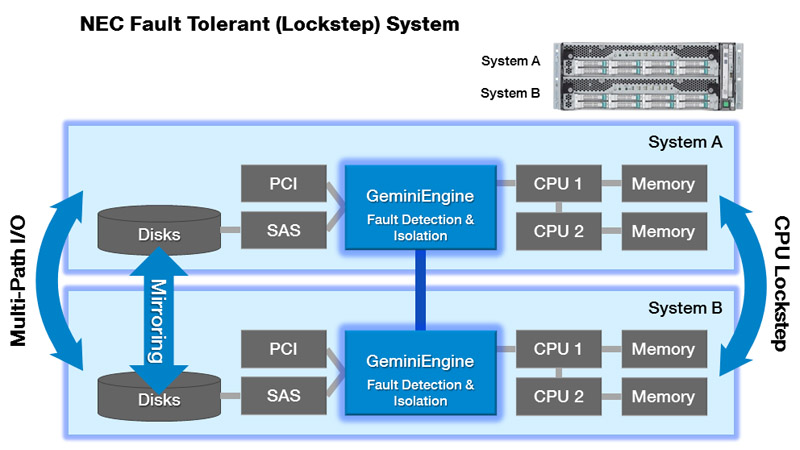 NEC Fault Tolerant (Lockstep) System
System A
System B
System A
PCI
SAS
Disks
GeminiEngine
Fault Detection &
Isolation
CPU 1
Memory
CPU 2
Memory
Multi-Path I/O
Mirroring
CPU Lockstep
System B
PCI
SAS
Disks
GeminiEngine
Fault Detection &
Isolation
CPU 1
Memory
CPU 2
Memory